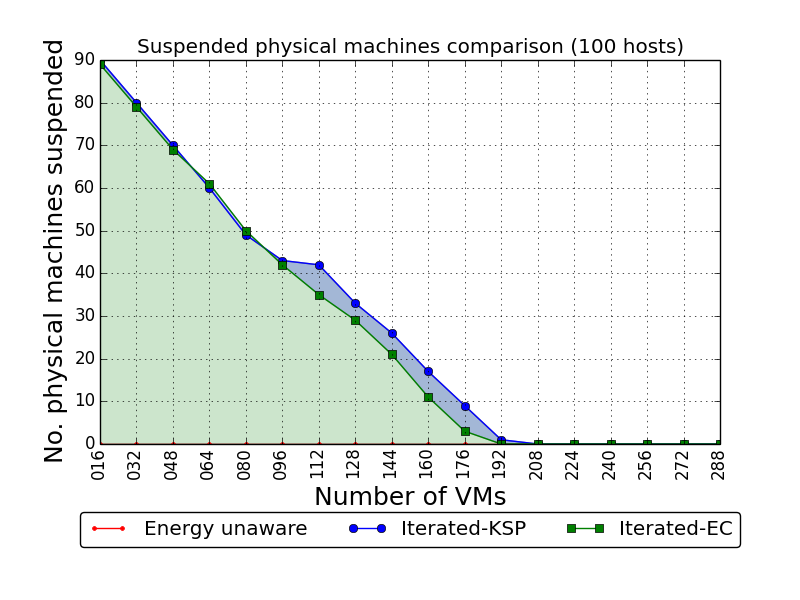 Suspended physical machines comparison (100 hosts)
No. physical machines suspended
90
80
70
60
50
40
30
20
10
0
016 032 048 064 080 096 112 128 144 160 176 192 208 224 240 256 272 288
Number of VMs
Energy unaware Iterated-KSP Iterated-EC